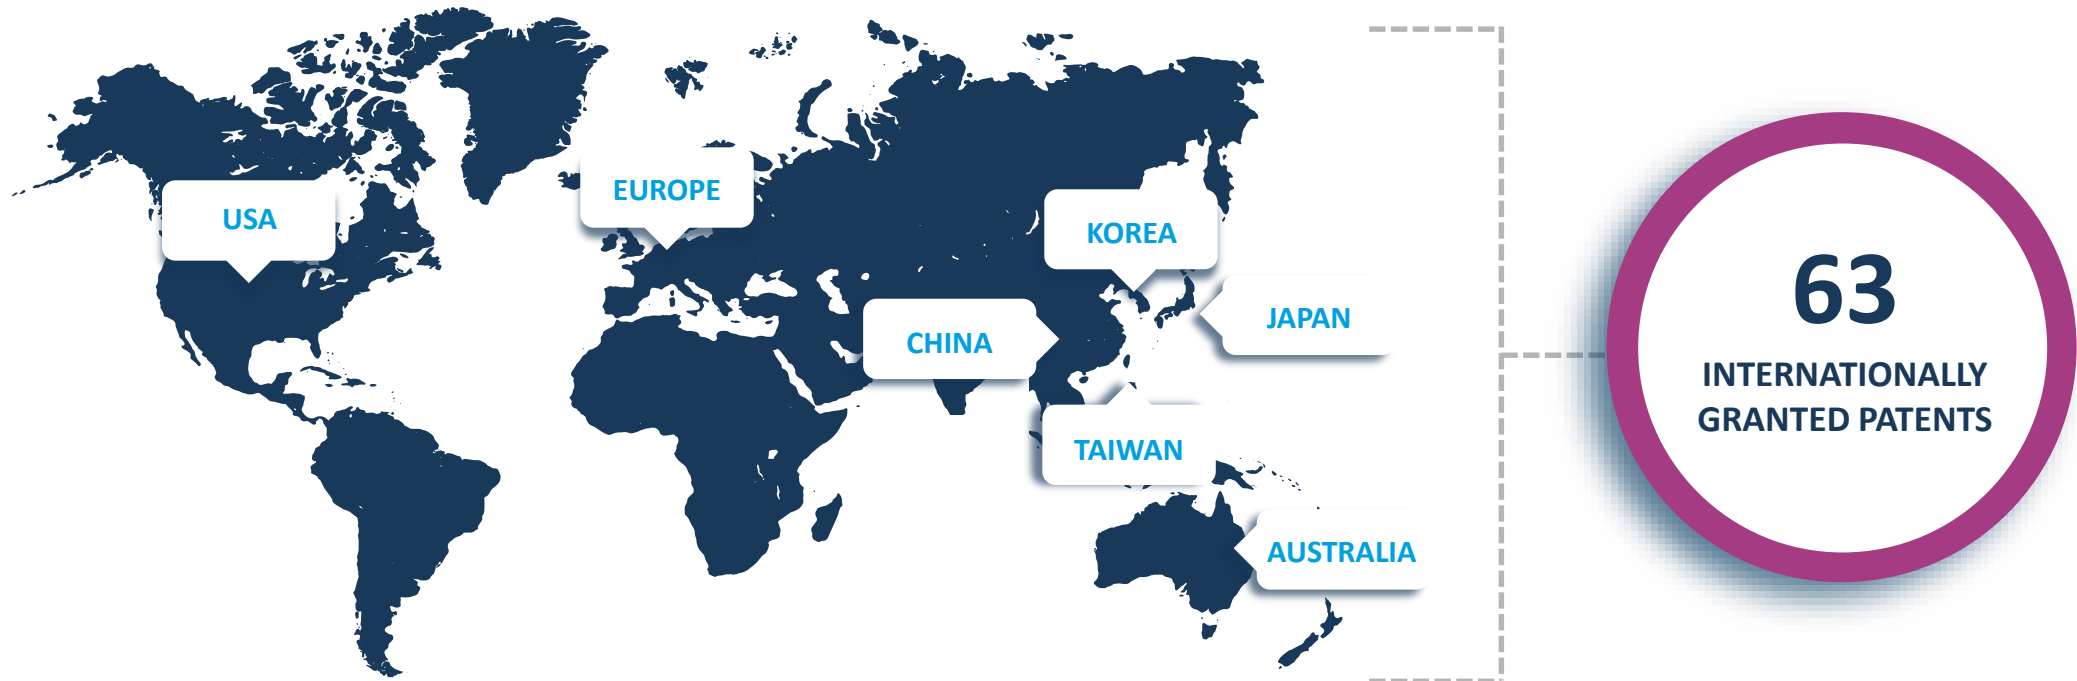 USA
EUROPE
KOREA
JAPAN
CHINA
TAIWAN
AUSTRALIA
63
INTERNATIONALLY
GRANTED PATENTS